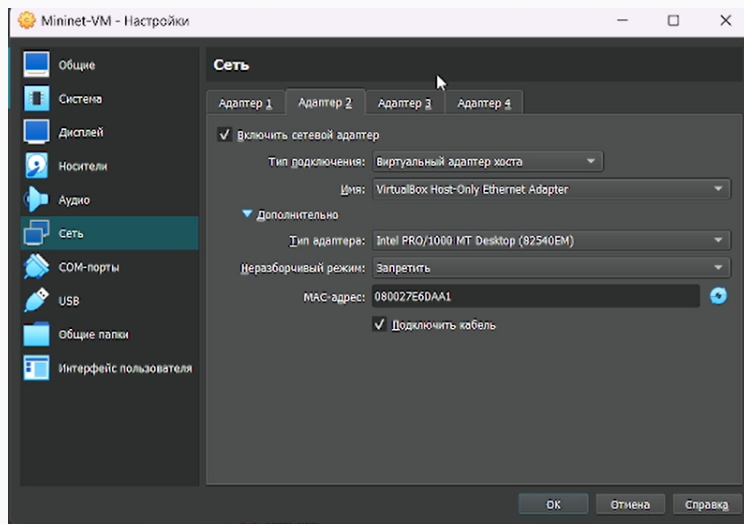 Mininet-VM - Настройки
Общие
Система
Дисплей
Носители
Аудио
Сеть
COM-порты
USB
Общие папки
Интерфейс пользователя
Сеть
Адаптер 1 Адаптер 2 Адаптер 3 Адаптер 4
Включить сетевой адаптер
Тип подключения: Виртуальный адаптер хоста
Имя: VirtualBox Host-Only Ethernet Adapter
Дополнительно
Тип адаптера: Intel PRO/1000 MT Desktop (82540EM)
Неразборчивый режим: Запретить
MAC-адрес: 080027E6DAA1
Подключить кабель
OK Отмена Справка